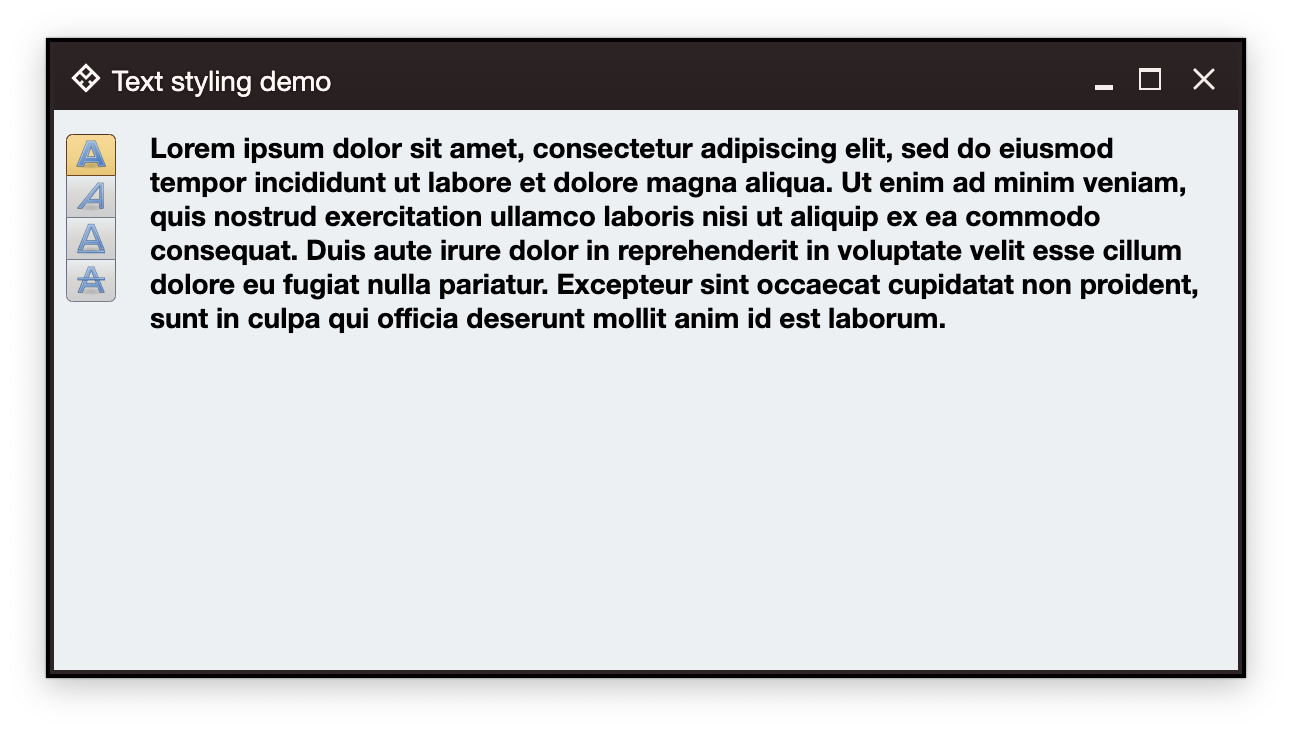 Text styling demo
A
A
A
A
Lorem ipsum dolor sit amet, consectetur adipiscing elit, sed do eiusmod
tempor incididunt ut labore et dolore magna aliqua. Ut enim ad minim veniam,
quis nostrud exercitation ullamco laboris nisi ut aliquip ex ea commodo
consequat. Duis aute irure dolor in reprehenderit in voluptate velit esse cillum
dolore eu fugiat nulla pariatur. Excepteur sint occaecat cupidatat non proident,
sunt in culpa qui officia deserunt mollit anim id est laborum.